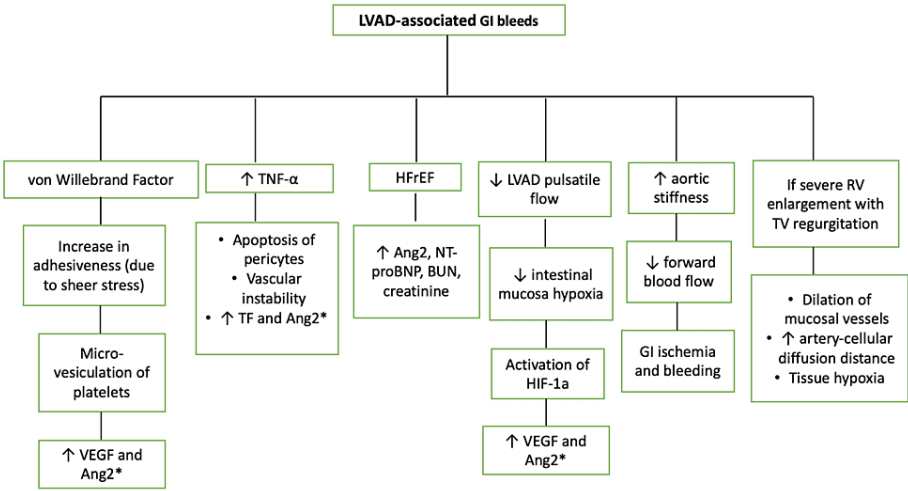 LVAD-associated GI bleeds
von Willebrand Factor
Increase in
adhesiveness (due
to sheer stress)
Micro-
vesiculation of
platelets
↑ VEGF and
Ang2*
↑ TNF-α
• Apoptosis of
pericytes
• Vascular
instability
• ↑ TF and Ang2*
HFrEF
↑ Ang2, NT-
proBNP, BUN,
creatinine
↓ LVAD pulsatile
flow
↓ intestinal
mucosa hypoxia
Activation of
HIF-1a
↑ VEGF and
Ang2*
↑ aortic
stiffness
↓ forward
blood flow
GI ischemia
and bleeding
If severe RV
enlargement with
TV regurgitation
• Dilation of
mucosal vessels
• ↑ artery-cellular
diffusion distance
• Tissue hypoxia